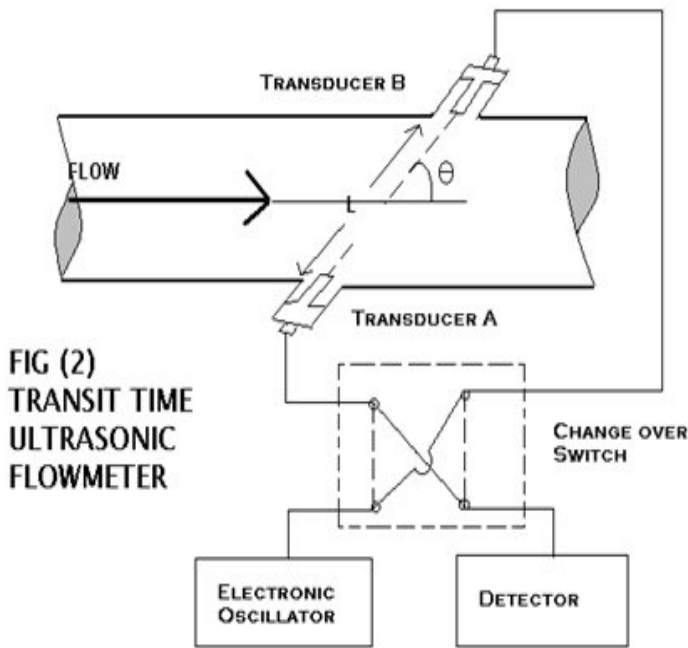 TRANSDUCER B
FLOW
θ
L
TRANSDUCER A
FIG (2)
TRANSIT TIME
ULTRASONIC
FLOWMETER
CHANGE OVER
SWITCH
ELECTRONIC
OSCILLATOR
DETECTOR